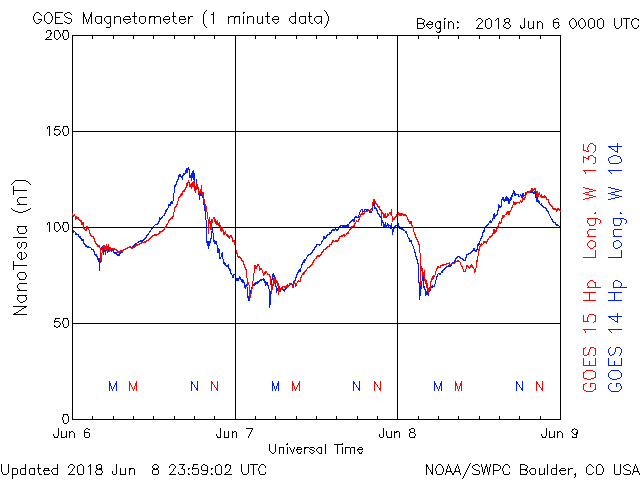 GOES Magnetometer (1 minute data)
Begin: 2018 Jun 6 0000 UTC
200
150
100
50
0
NanoTesla (nT)
M M N N M M N N M M N N
Jun 6 Jun 7 Jun 8 Jun 9
Universal Time
GOES 15 Hp Long. W 135
GOES 14 Hp Long. W 104
Updated 2018 Jun 8 23:59:02 UTC
NOAA/SWPC Boulder, CO USA